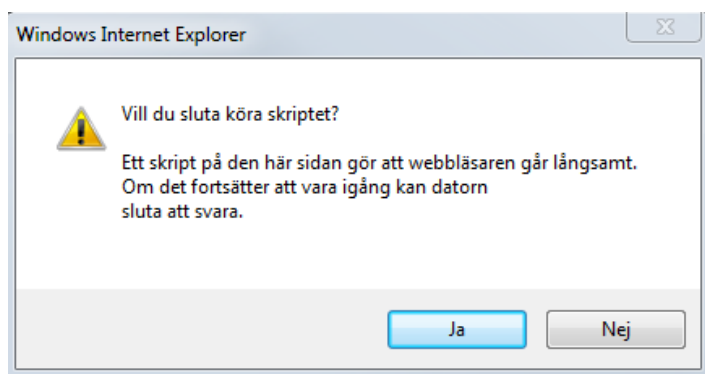 Windows Internet Explorer
Vill du sluta köra skriptet?
Ett skript på den här sidan gör att webbläsaren går långsamt.
Om det fortsätter att vara igång kan datorn
sluta att svara.
Ja
Nej